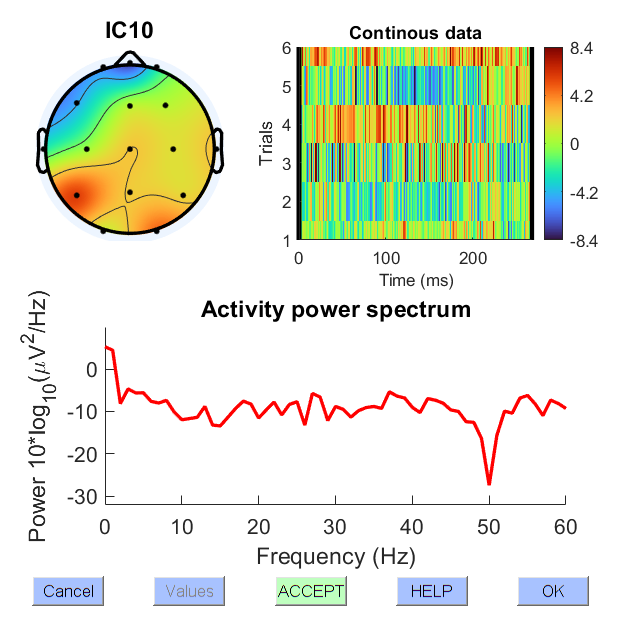 IC10
Continous data
6
5
4
3
2
1
Trials
0
100
200
Time (ms)
8.4
4.2
0
-4.2
-8.4
Activity power spectrum
Power 10*log10(μV2/Hz)
0
-10
-20
-30
0
10
20
30
40
50
60
Frequency (Hz)
Cancel
Values
ACCEPT
HELP
OK